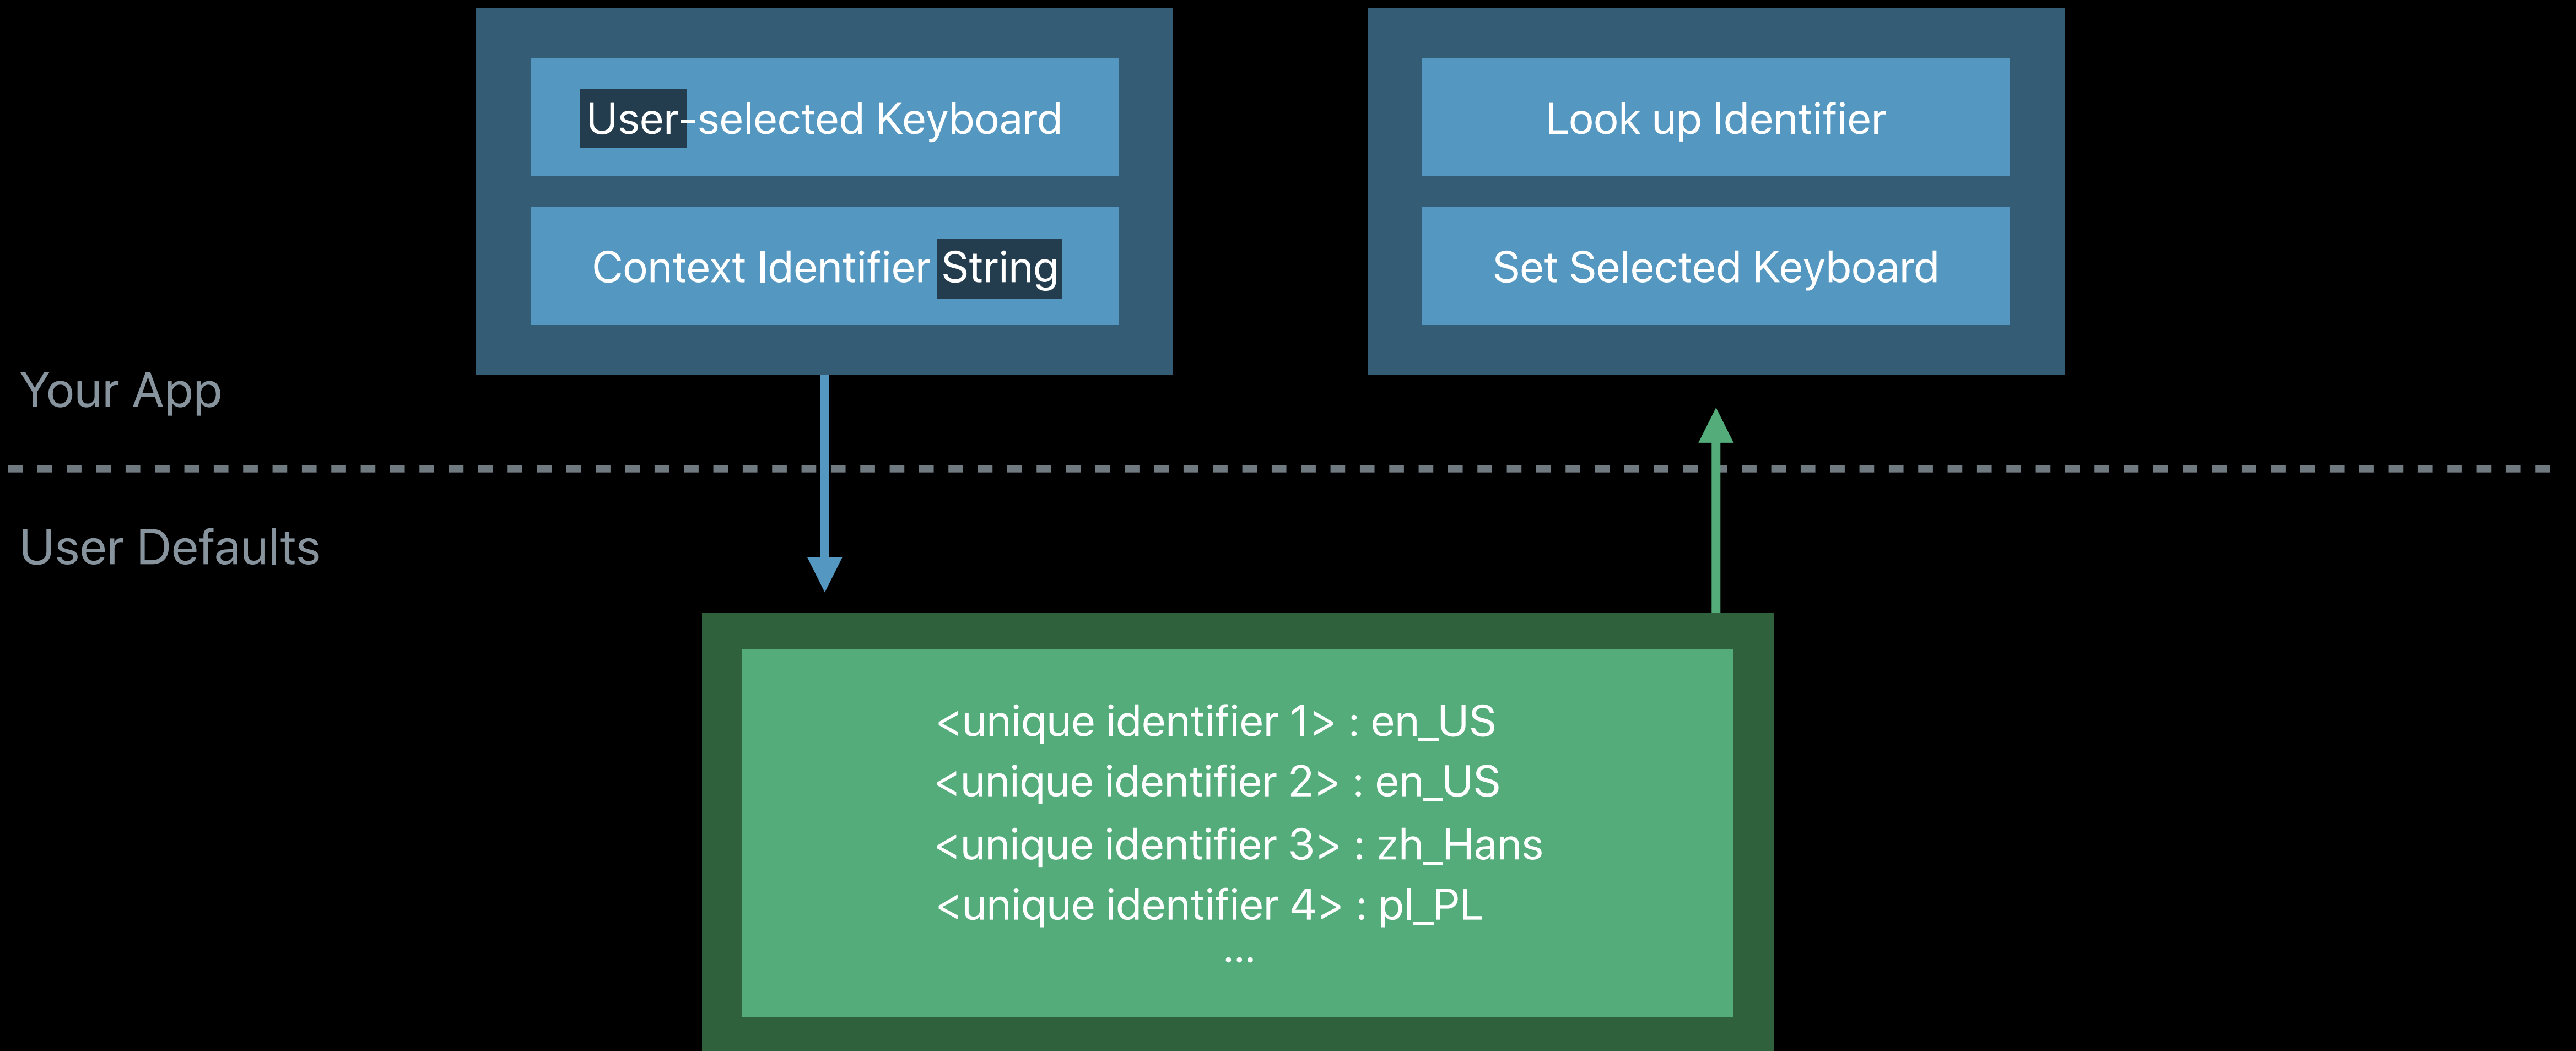 User-selected Keyboard
Context Identifier String
Look up Identifier
Set Selected Keyboard
Your App
User Defaults
<unique identifier 1> : en_US
<unique identifier 2> : en_US
<unique identifier 3> : zh_Hans
<unique identifier 4> : pl_PL
...